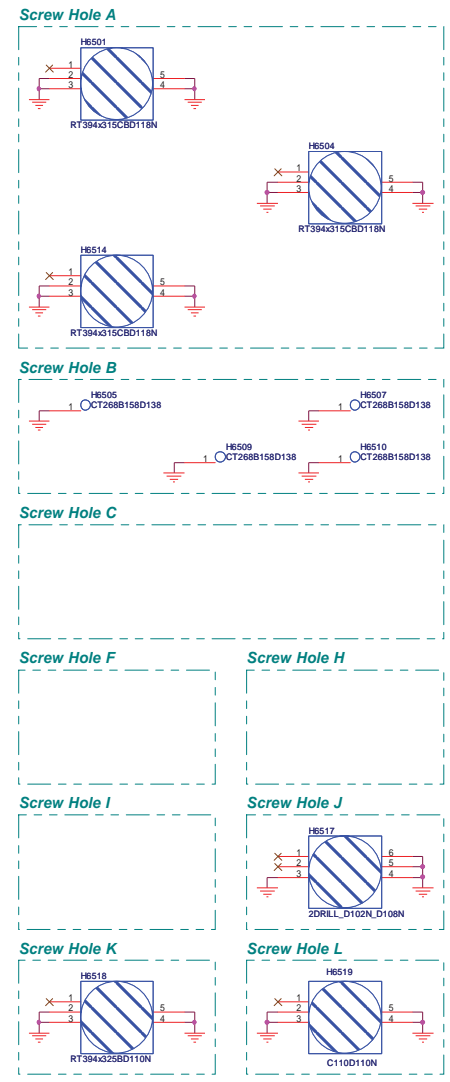 Screw Hole A
H6501
1
2
3
5
4
RT394x315CBD118N
H6504
1
2
3
5
4
RT394x315CBD118N
H6514
1
2
3
5
4
RT394x315CBD118N
Screw Hole B
H6505
1
CT268B158D138
H6507
1
CT268B158D138
H6509
1
CT268B158D138
H6510
1
CT268B158D138
Screw Hole C
Screw Hole F
Screw Hole H
Screw Hole I
Screw Hole J
H6517
1
2
3
6
5
4
2DRILL_D102N_D108N
Screw Hole K
H6518
1
2
3
5
4
RT394x325BD110N
Screw Hole L
H6519
1
2
3
5
4
C110D110N